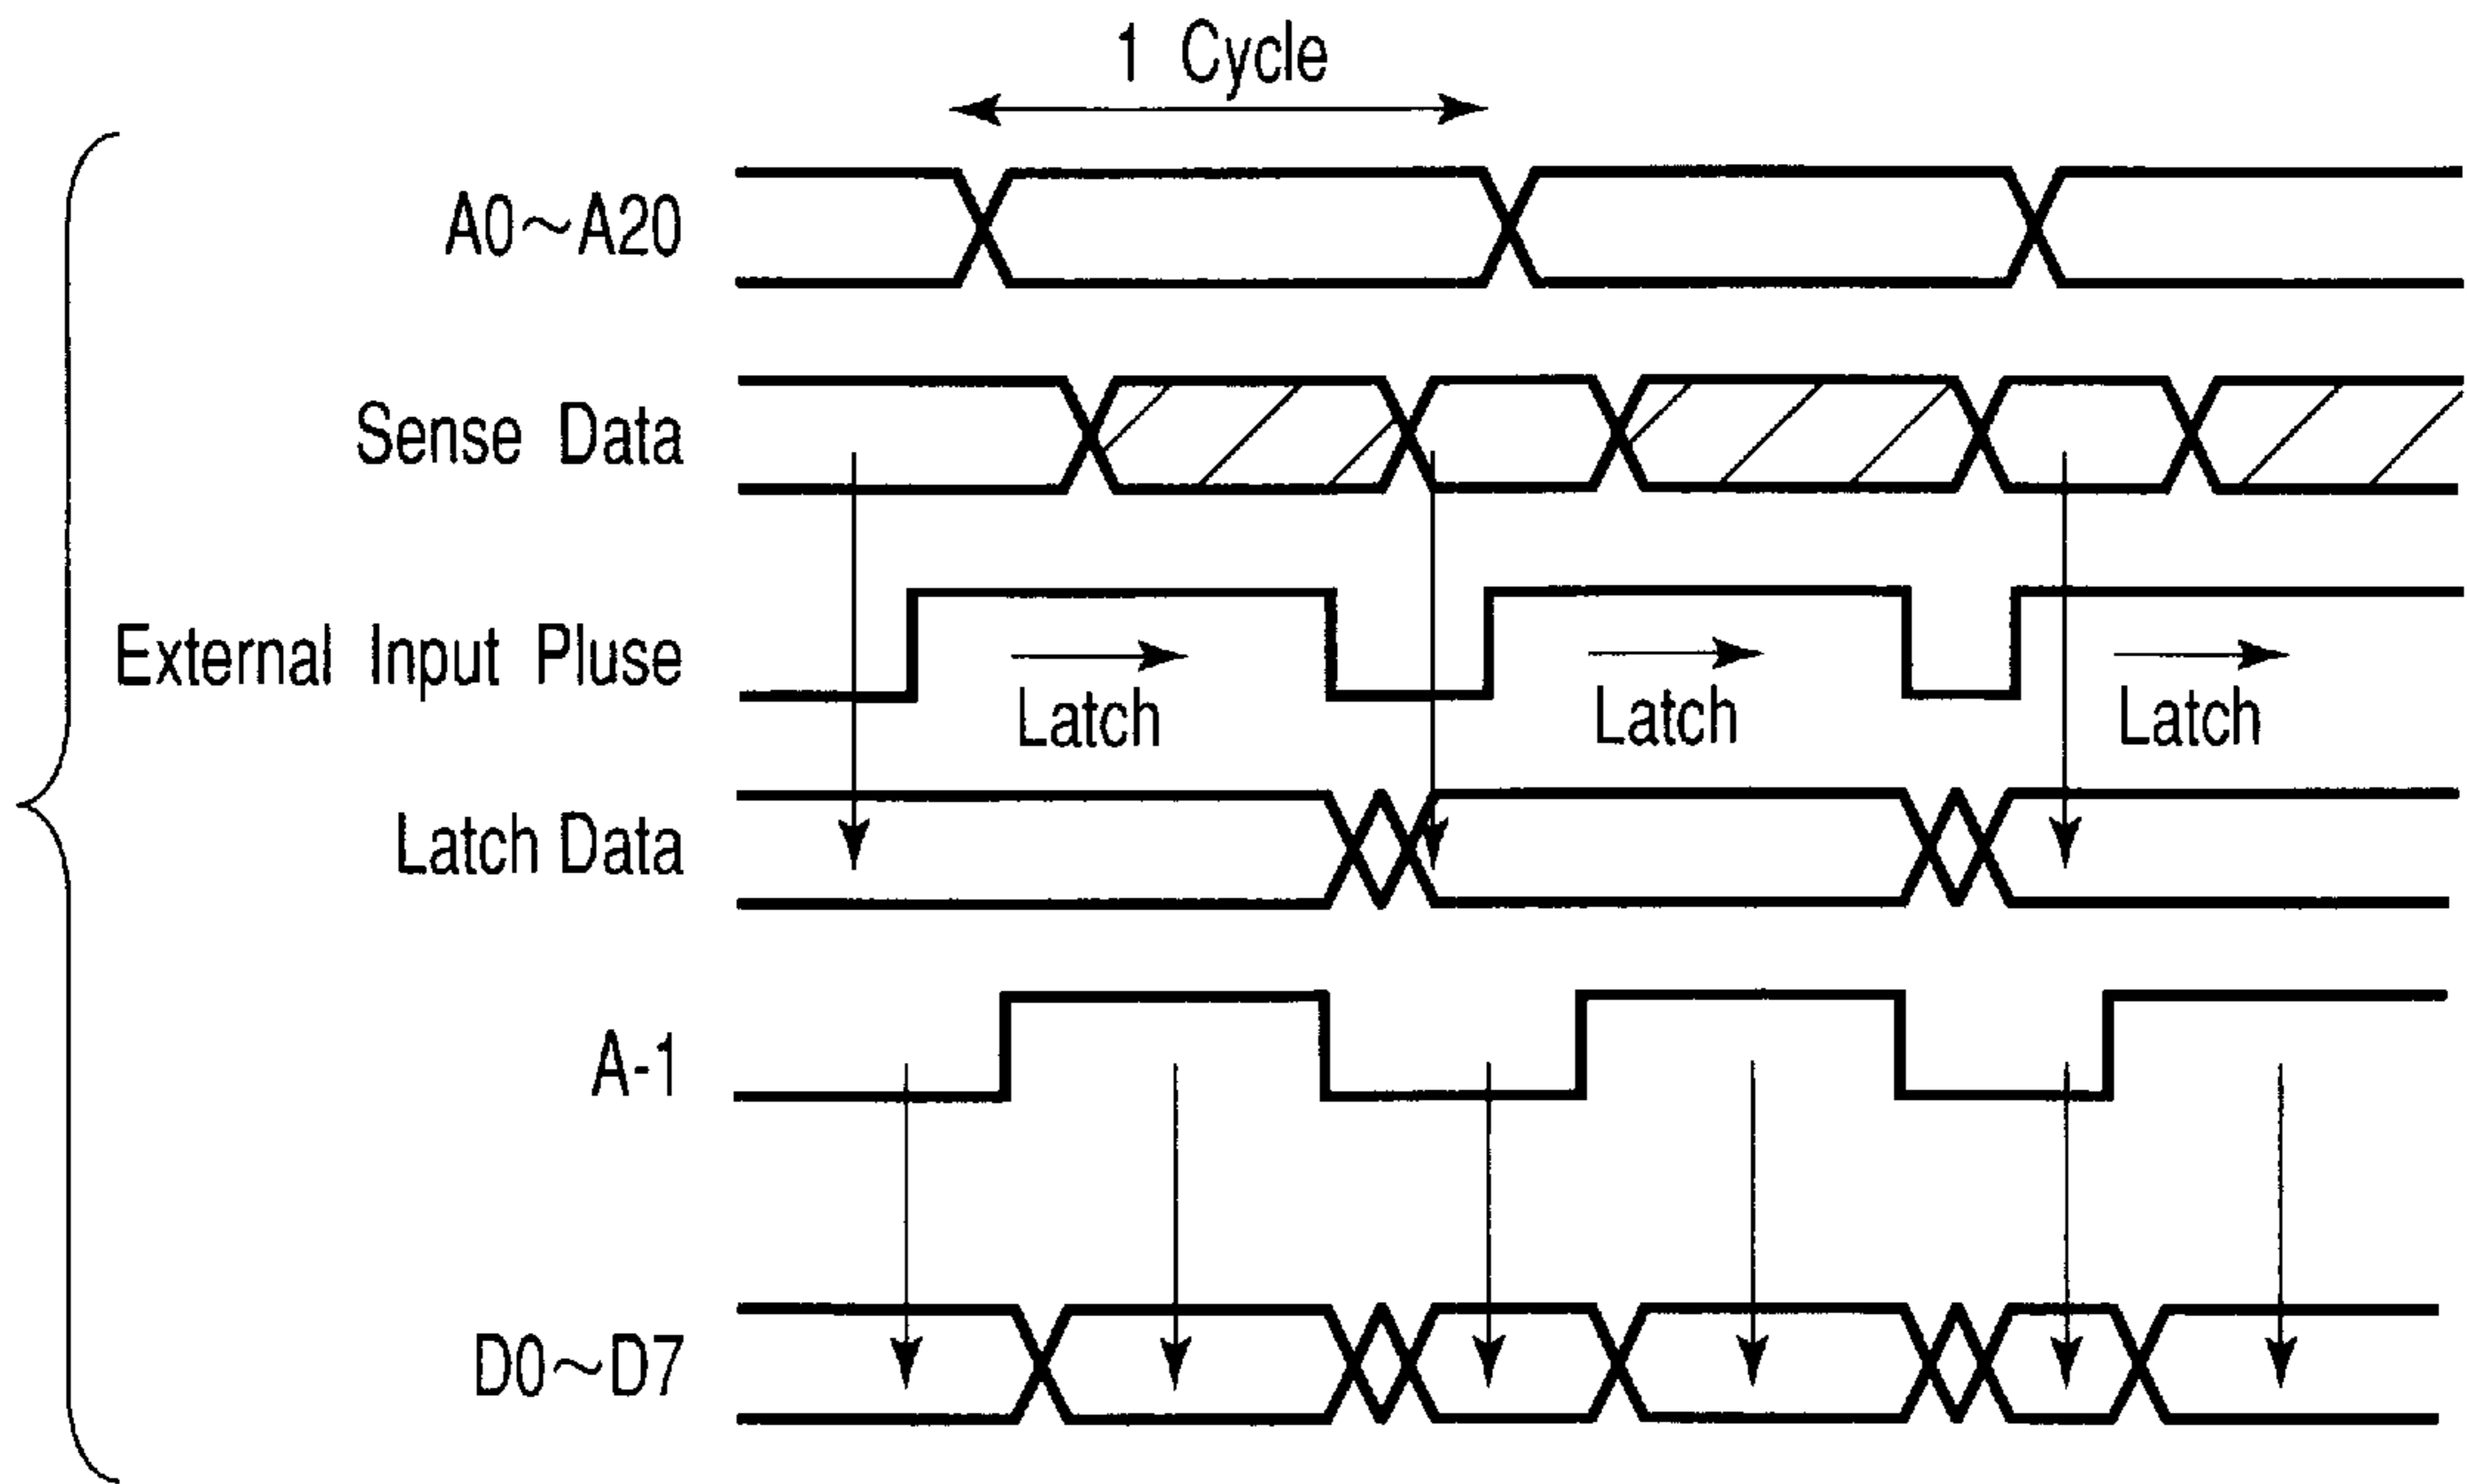 1 Cycle
A0~A20
Sense Data
External Input Pluse
Latch
Latch
Latch
Latch Data
A-1
D0~D7